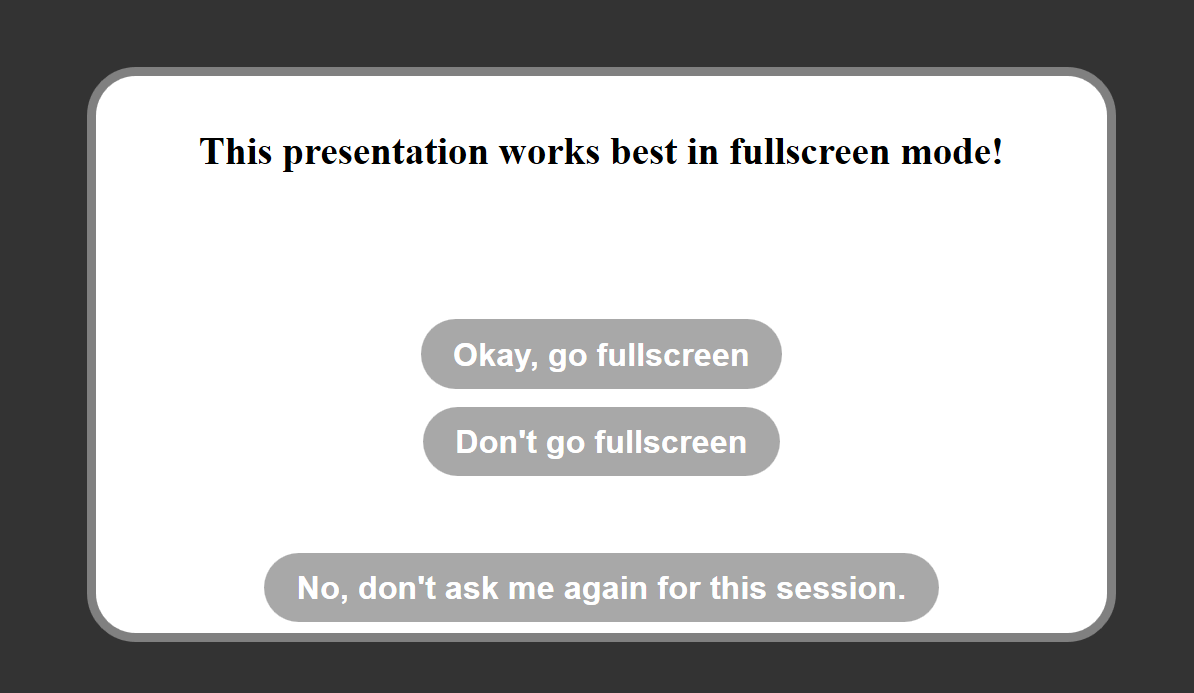 This presentation works best in fullscreen mode!
Okay, go fullscreen
Don't go fullscreen
No, don't ask me again for this session.